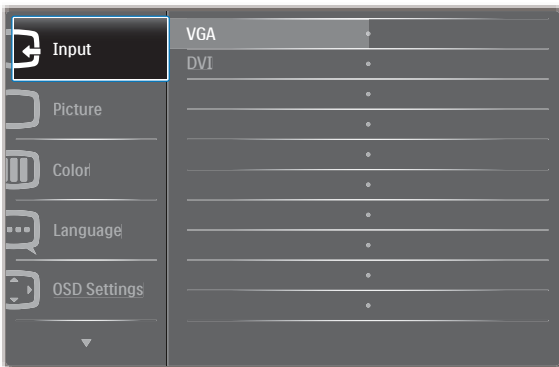 Input
VGA
DVI
Picture
Color
Language
OSD Settings